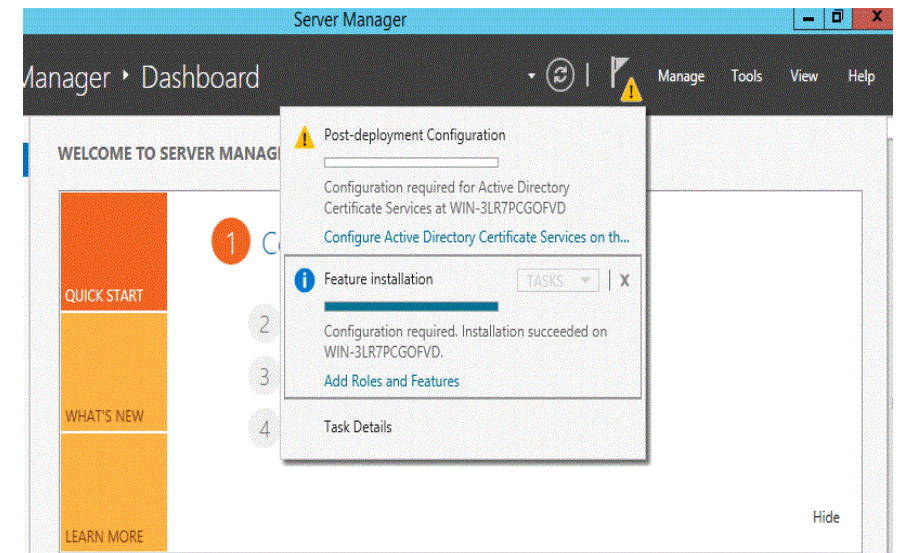 Server Manager
Manager • Dashboard
Manage Tools View Help
WELCOME TO SERVER MANAG
Post-deployment Configuration
Configuration required for Active Directory
Certificate Services at WIN-3LR7PCGOFVD
Configure Active Directory Certificate Services on th...
1 Co
QUICK START
Feature installation
TASKS
X
Configuration required. Installation succeeded on
WIN-3LR7PCGOFVD.
Add Roles and Features
2
3
4
WHAT'S NEW
Task Details
Hide
LEARN MORE